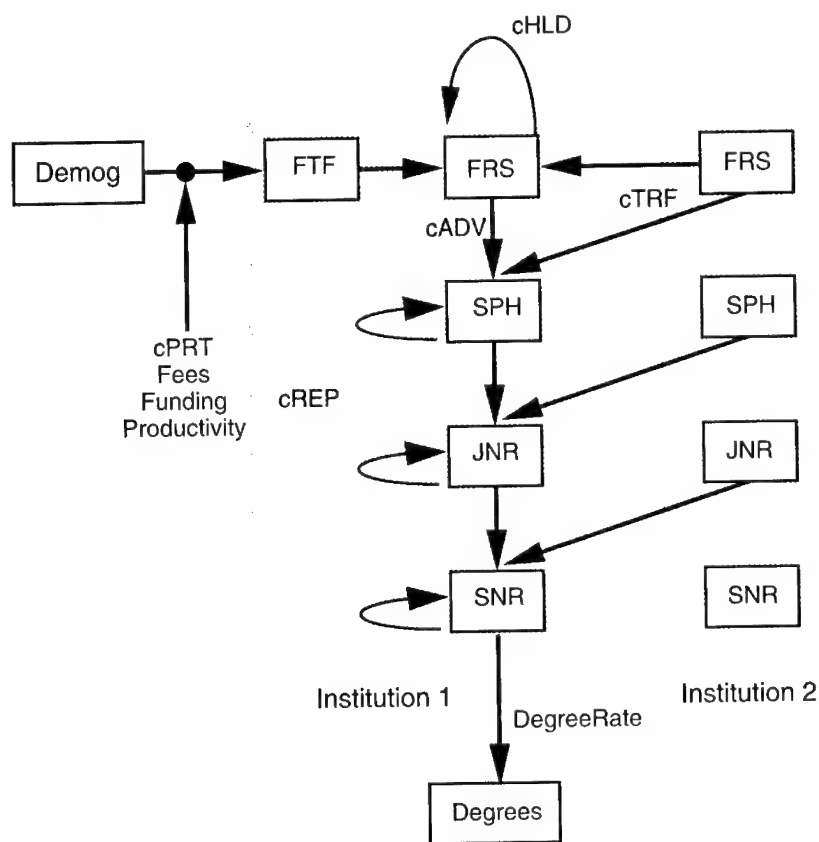 cHLD
Demog
FTF
FRS
FRS
cADV
cTRF
SPH
SPH
cPRT
Fees
Funding
Productivity
cREP
JNR
JNR
SNR
SNR
Institution 1
Institution 2
DegreeRate
Degrees